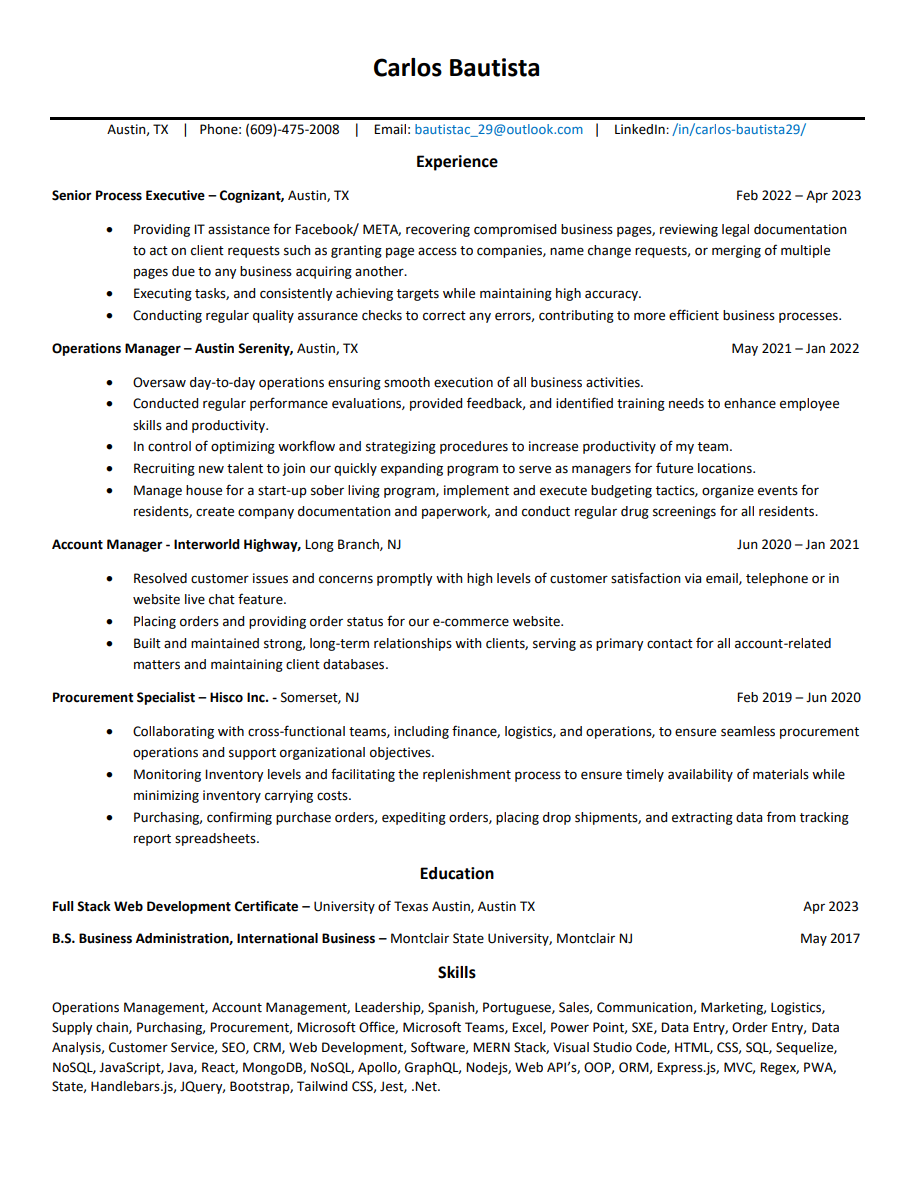 Carlos Bautista
Austin, TX | Phone: (609)-475-2008 | Email: bautistac_29@outlook.com | LinkedIn: /in/carlos-bautista29/
Experience
Senior Process Executive – Cognizant, Austin, TX Feb 2022 – Apr 2023
• Providing IT assistance for Facebook/ META, recovering compromised business pages, reviewing legal documentation
to act on client requests such as granting page access to companies, name change requests, or merging of multiple
pages due to any business acquiring another.
• Executing tasks, and consistently achieving targets while maintaining high accuracy.
• Conducting regular quality assurance checks to correct any errors, contributing to more efficient business processes.
Operations Manager – Austin Serenity, Austin, TX May 2021 – Jan 2022
• Oversaw day-to-day operations ensuring smooth execution of all business activities.
• Conducted regular performance evaluations, provided feedback, and identified training needs to enhance employee
skills and productivity.
• In control of optimizing workflow and strategizing procedures to increase productivity of my team.
• Recruiting new talent to join our quickly expanding program to serve as managers for future locations.
• Manage house for a start-up sober living program, implement and execute budgeting tactics, organize events for
residents, create company documentation and paperwork, and conduct regular drug screenings for all residents.
Account Manager - Interworld Highway, Long Branch, NJ Jun 2020 – Jan 2021
• Resolved customer issues and concerns promptly with high levels of customer satisfaction via email, telephone or in
website live chat feature.
• Placing orders and providing order status for our e-commerce website.
• Built and maintained strong, long-term relationships with clients, serving as primary contact for all account-related
matters and maintaining client databases.
Procurement Specialist – Hisco Inc. - Somerset, NJ Feb 2019 – Jun 2020
• Collaborating with cross-functional teams, including finance, logistics, and operations, to ensure seamless procurement
operations and support organizational objectives.
• Monitoring Inventory levels and facilitating the replenishment process to ensure timely availability of materials while
minimizing inventory carrying costs.
• Purchasing, confirming purchase orders, expediting orders, placing drop shipments, and extracting data from tracking
report spreadsheets.
Education
Full Stack Web Development Certificate – University of Texas Austin, Austin TX Apr 2023
B.S. Business Administration, International Business – Montclair State University, Montclair NJ May 2017
Skills
Operations Management, Account Management, Leadership, Spanish, Portuguese, Sales, Communication, Marketing, Logistics,
Supply chain, Purchasing, Procurement, Microsoft Office, Microsoft Teams, Excel, Power Point, SXE, Data Entry, Order Entry, Data
Analysis, Customer Service, SEO, CRM, Web Development, Software, MERN Stack, Visual Studio Code, HTML, CSS, SQL, Sequelize,
NoSQL, JavaScript, Java, React, MongoDB, NoSQL, Apollo, GraphQL, Nodejs, Web API’s, OOP, ORM, Express.js, MVC, Regex, PWA,
State, Handlebars.js, JQuery, Bootstrap, Tailwind CSS, Jest, .Net.